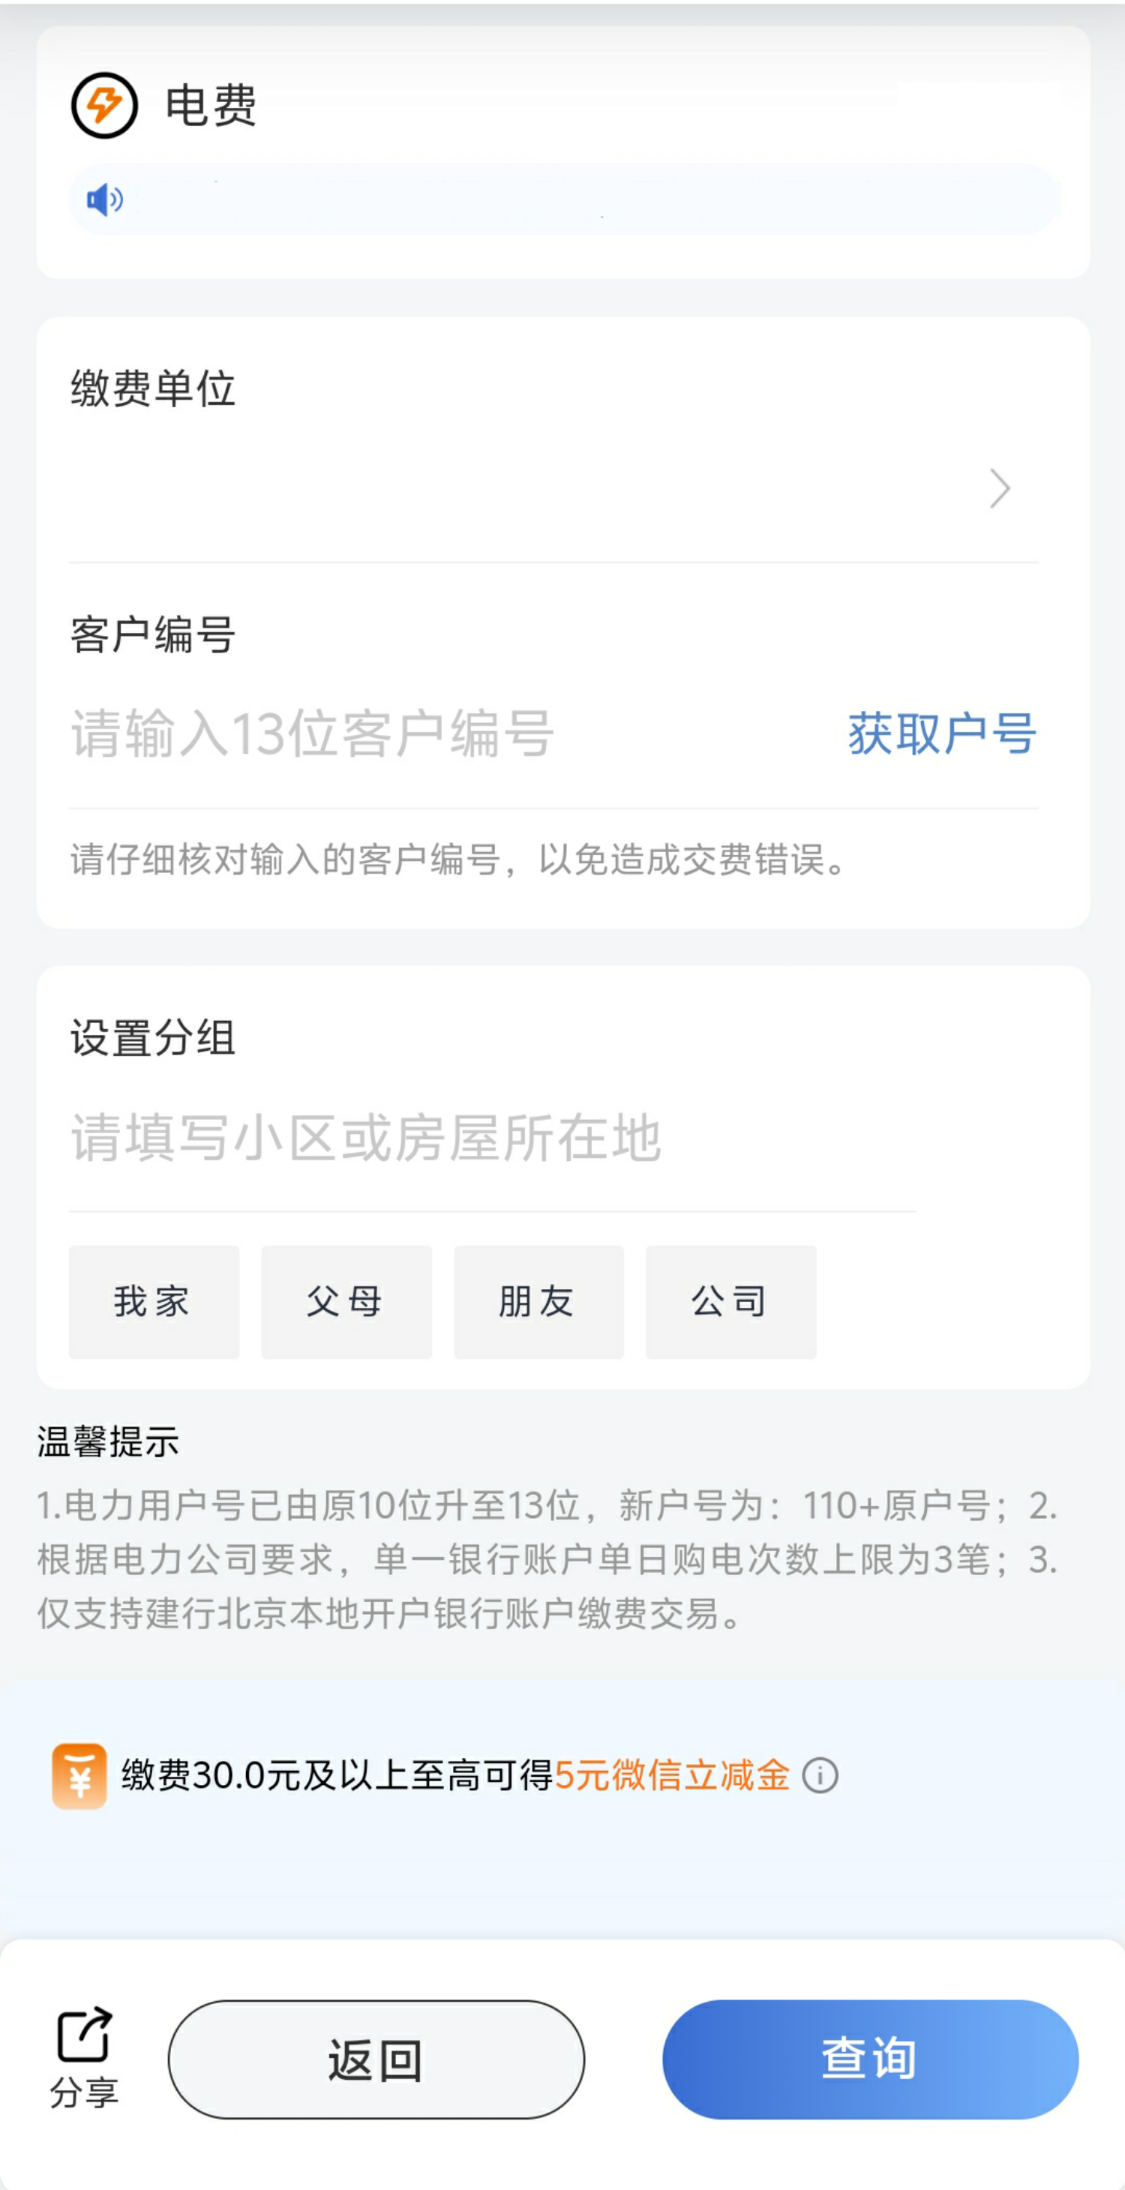 电费
缴费单位
客户编号
请输入13位客户编号 获取户号
请仔细核对输入的客户编号，以免造成交费错误。
设置分组
请填写小区或房屋所在地
我家 父母 朋友 公司
温馨提示
1.电力用户号已由原10位升至13位，新户号为：110+原户号；2.
根据电力公司要求，单一银行账户单日购电次数上限为3笔；3.
仅支持建行北京本地开户银行账户缴费交易。
缴费30.0元及以上至高可得5元微信立减金
分享 返回 查询